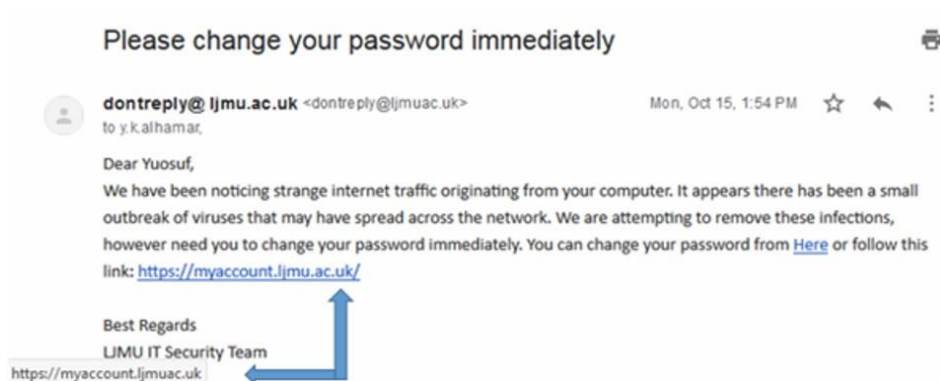 Please change your password immediately
dontreply@ ljmu.ac.uk <dontreply@ljmuac.uk> Mon, Oct 15, 1:54 PM
to y.k.alhamar,
Dear Yuosuf,
We have been noticing strange internet traffic originating from your computer. It appears there has been a small
outbreak of viruses that may have spread across the network. We are attempting to remove these infections,
however need you to change your password immediately. You can change your password from Here or follow this
link: https://myaccount.ljmu.ac.uk/
Best Regards
LJMU IT Security Team
https://myaccount.ljmuac.uk